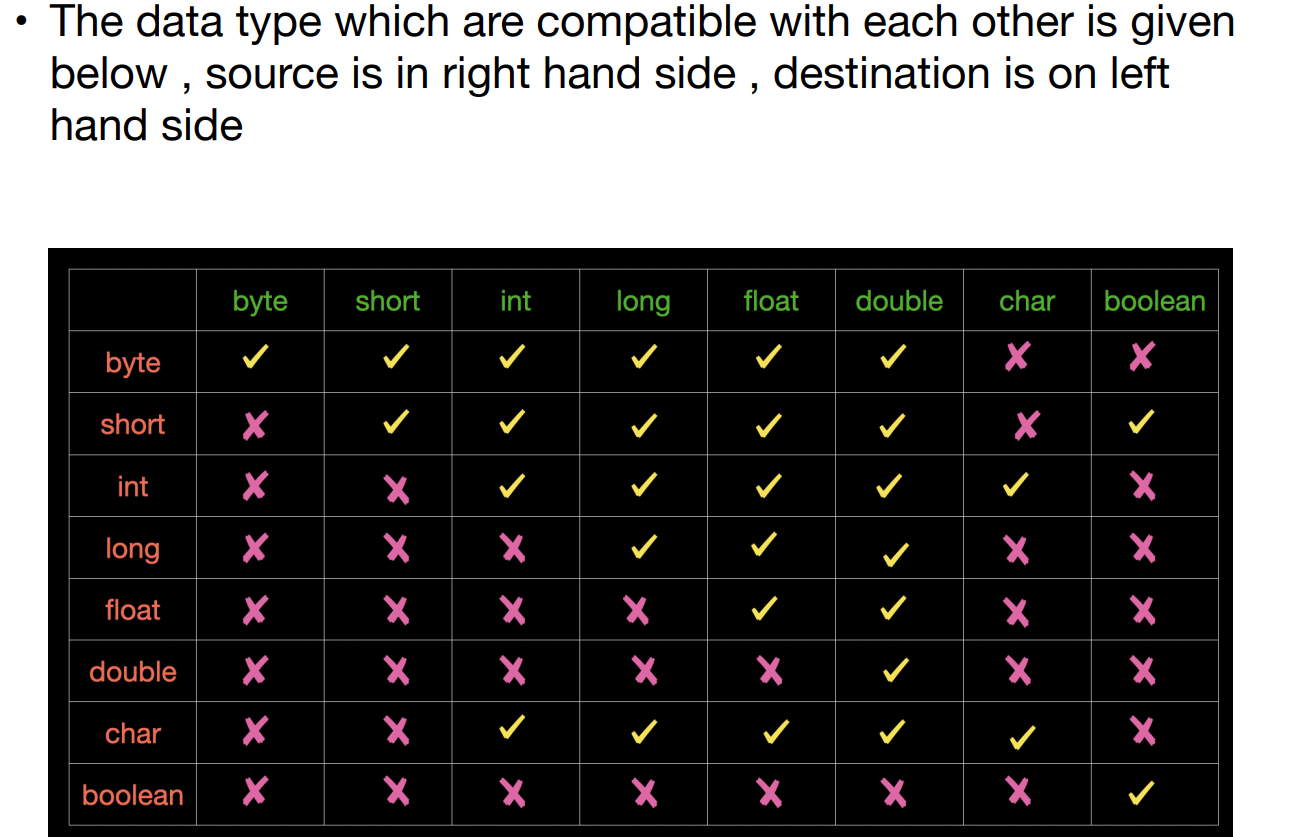 • The data type which are compatible with each other is given
below , source is in right hand side , destination is on left
hand side
byte short int long float double char boolean
byte ✓ ✓ ✓ ✓ ✓ ✓ ✗ ✗
short ✗ ✓ ✓ ✓ ✓ ✓ ✗ ✓
int ✗ ✗ ✓ ✓ ✓ ✓ ✓ ✗
long ✗ ✗ ✗ ✓ ✓ ✓ ✗ ✗
float ✗ ✗ ✗ ✗ ✓ ✓ ✗ ✗
double ✗ ✗ ✗ ✗ ✗ ✓ ✗ ✗
char ✗ ✗ ✓ ✓ ✓ ✓ ✓ ✗
boolean ✗ ✗ ✗ ✗ ✗ ✗ ✗ ✓